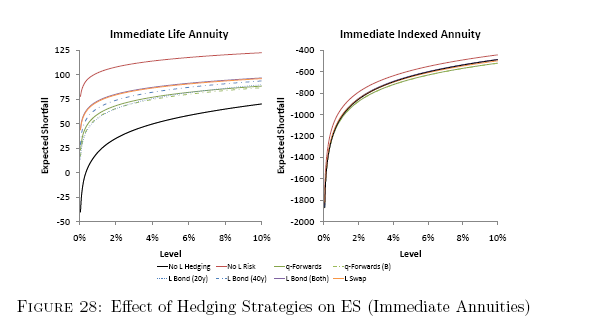 Immediate Life Annuity
Immediate Indexed Annuity
125
100
75
50
25
0
-25
-50
Expected Shortfall
0% 2% 4% 6% 8% 10%
Level
-400
-600
-800
-1000
-1200
-1400
-1600
-1800
-2000
Expected Shortfall
0% 2% 4% 6% 8% 10%
Level
No L Hedging No L Risk q-Forwards q-Forwards (B)
L Bond (20y) L Bond (40y) L Bond (Both) L Swap
FIGURE 28: Effect of Hedging Strategies on ES (Immediate Annuities)